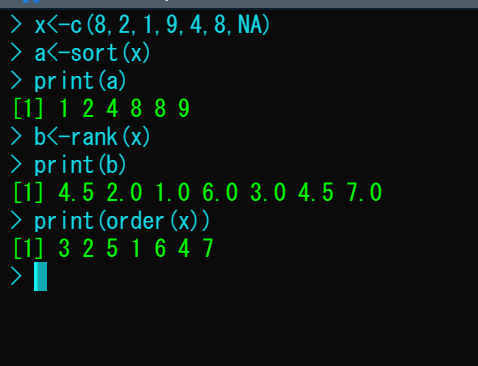 > x<-c(8,2,1,9,4,8,NA)
> a<-sort(x)
> print(a)
[1] 1 2 4 8 8 9
> b<-rank(x)
> print(b)
[1] 4.5 2.0 1.0 6.0 3.0 4.5 7.0
> print(order(x))
[1] 3 2 5 1 6 4 7
>